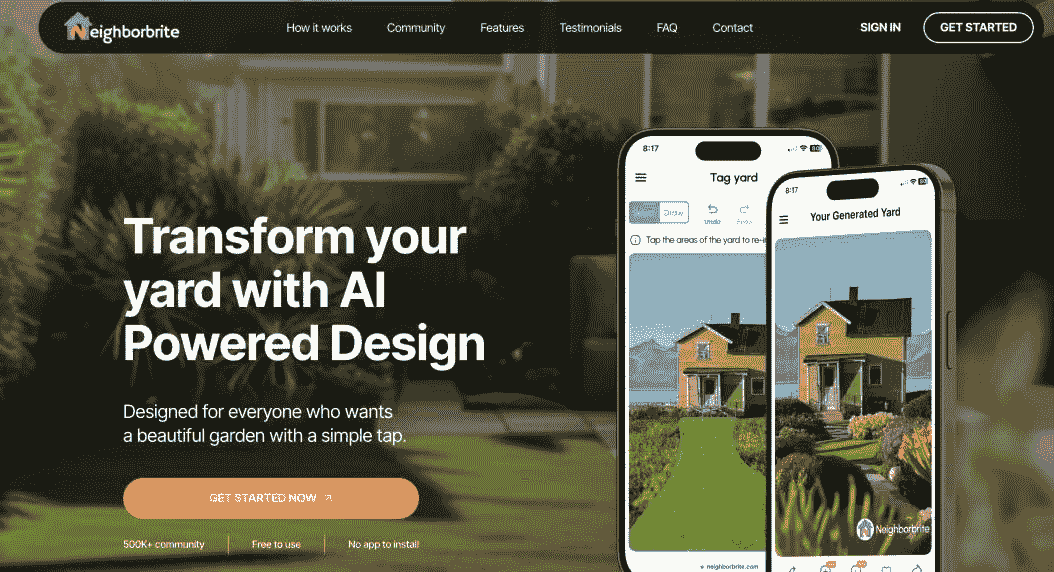 Neighborbrite
How it works
Community
Features
Testimonials
FAQ
Contact
SIGN IN
GET STARTED
Transform your
yard with AI
Powered Design
Designed for everyone who wants
a beautiful garden with a simple tap.
GET STARTED NOW
500K+ community
Free to use
No app to install
8:17
Tag yard
Undo
Tap the areas of the yard to re-
neighborbrite.com
8:17
Your Generated Yard
Neighborbrite